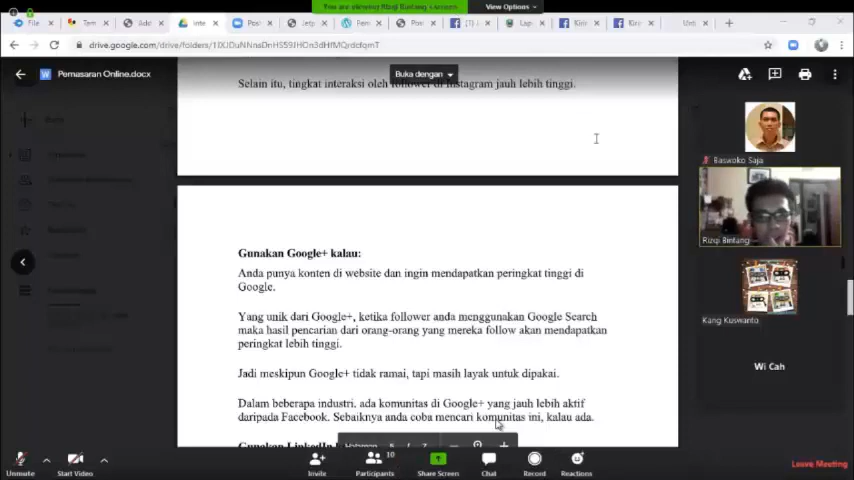 You are viewing Rizqi Bintang's screen
View Options
File
drive.google.com/drive/folders/
Pemasaran Online.docx
Buka dengan
Selain itu, tingkat interaksi oleh follower di Instagram jauh lebih tinggi.
Baswoko Saja
Gunakan Google+ kalau:
Anda punya konten di website dan ingin mendapatkan peringkat tinggi di
Google.
Rizqi Bintang
Yang unik dari Google+, ketika follower anda menggunakan Google Search
maka hasil pencarian dari orang-orang yang mereka follow akan mendapatkan
peringkat lebih tinggi.
Kang Kuswanto
Jadi meskipun Google+ tidak ramai, tapi masih layak untuk dipakai.
Wi Cah
Dalam beberapa industri, ada komunitas di Google+ yang jauh lebih aktif
daripada Facebook. Sebaiknya anda coba mencari komunitas ini, kalau ada.
Gunakan LinkedIn
Unmute
Start Video
Invite
Participants 10
Share Screen
Chat
Record
Reactions
Leave Meeting